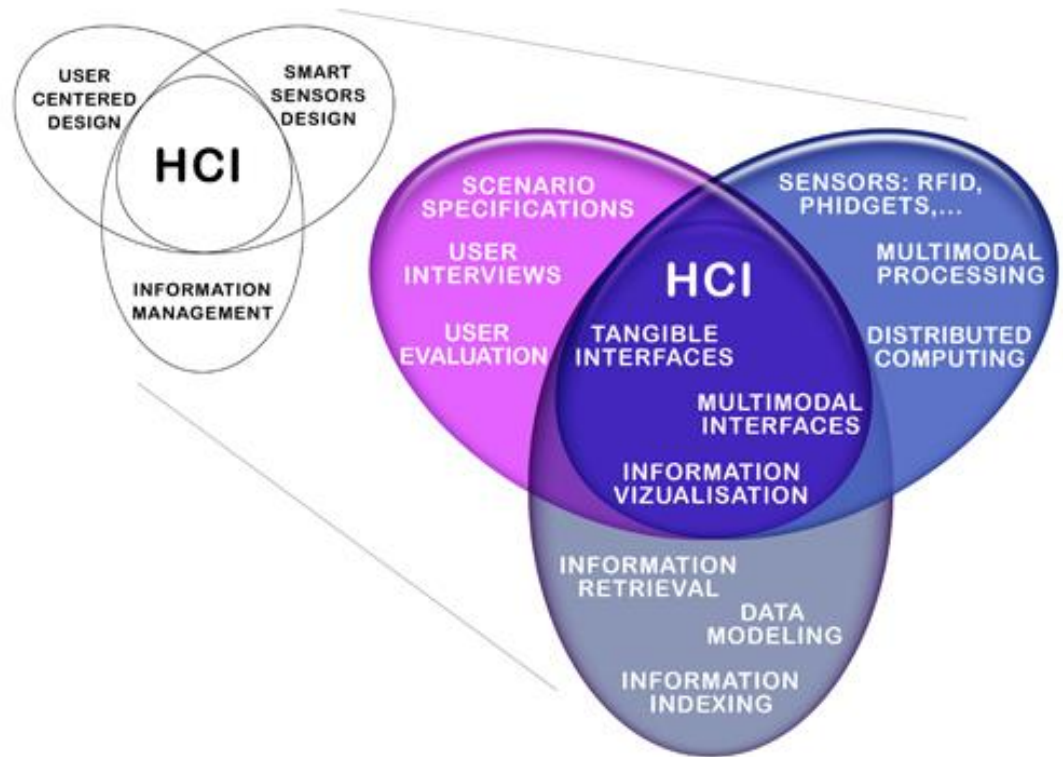 USER
CENTERED
DESIGN
SMART
SENSORS
DESIGN
HCI
INFORMATION
MANAGEMENT
SCENARIO
SPECIFICATIONS
USER
INTERVIEWS
USER
EVALUATION
SENSORS: RFID,
PHIDGETS,...
MULTIMODAL
PROCESSING
DISTRIBUTED
COMPUTING
HCI
TANGIBLE
INTERFACES
MULTIMODAL
INTERFACES
INFORMATION
VIZUALISATION
INFORMATION
RETRIEVAL
DATA
MODELING
INFORMATION
INDEXING